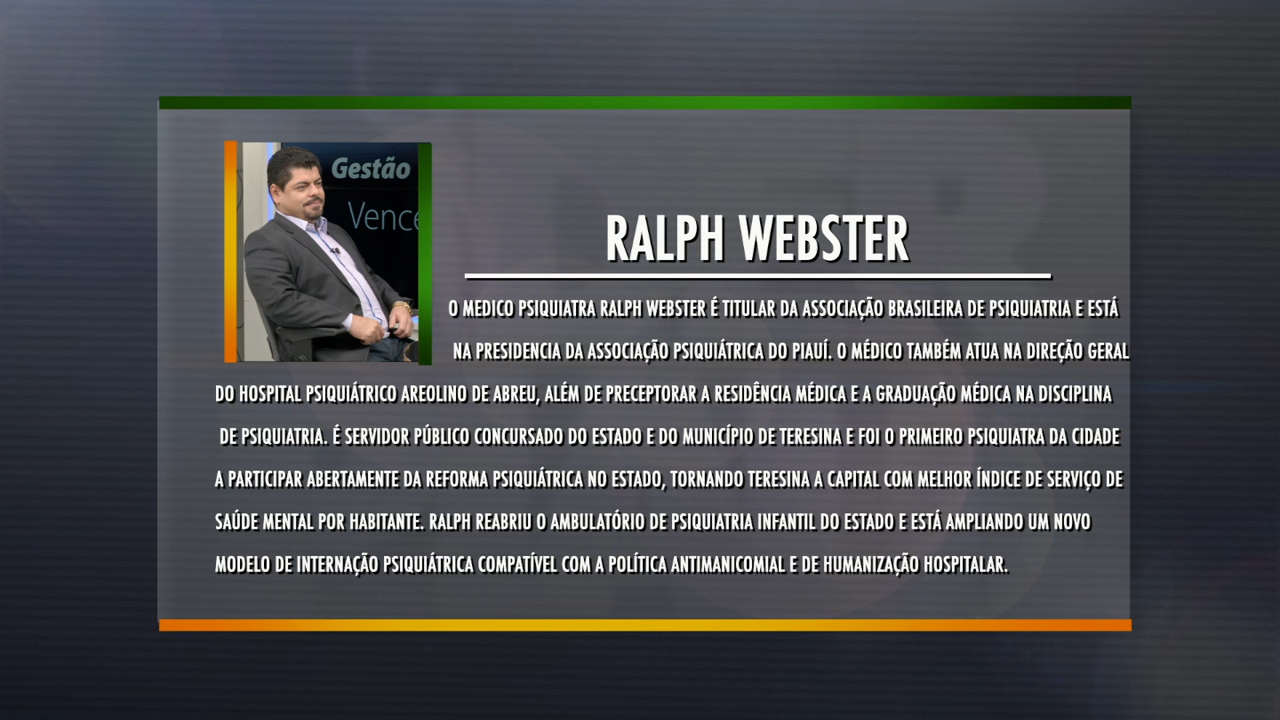 Gestão
Vence
RALPH WEBSTER
O MEDICO PSIQUIATRA RALPH WEBSTER É TITULAR DA ASSOCIAÇÃO BRASILEIRA DE PSIQUIATRIA E ESTÁ
NA PRESIDENCIA DA ASSOCIAÇÃO PSIQUIÁTRICA DO PIAUÍ. O MÉDICO TAMBÉM ATUA NA DIREÇÃO GERAL
DO HOSPITAL PSIQUIÁTRICO AREOLINO DE ABREU, ALÉM DE PRECEPTORAR A RESIDÊNCIA MÉDICA E A GRADUAÇÃO MÉDICA NA DISCIPLINA
DE PSIQUIATRIA. É SERVIDOR PÚBLICO CONCURSADO DO ESTADO E DO MUNICÍPIO DE TERESINA E FOI O PRIMEIRO PSIQUIATRA DA CIDADE
A PARTICIPAR ABERTAMENTE DA REFORMA PSIQUIÁTRICA NO ESTADO, TORNANDO TERESINA A CAPITAL COM MELHOR ÍNDICE DE SERVIÇO DE
SAÚDE MENTAL POR HABITANTE. RALPH REABRIU O AMBULATÓRIO DE PSIQUIATRIA INFANTIL DO ESTADO E ESTÁ AMPLIANDO UM NOVO
MODELO DE INTERNAÇÃO PSIQUIÁTRICA COMPATÍVEL COM A POLÍTICA ANTIMANICOMIAL E DE HUMANIZAÇÃO HOSPITALAR.